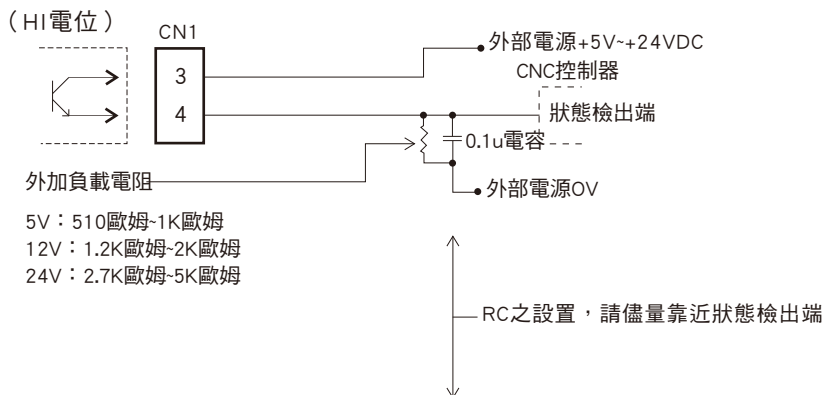 （HI電位）
CN1
3
4
外部電源+5V~+24VDC
CNC控制器
狀態檢出端
0.1u電容
外部電源0V
外加負載電阻
5V：510歐姆~1K歐姆
12V：1.2K歐姆~2K歐姆
24V：2.7K歐姆~5K歐姆
RC之設置，請儘量靠近狀態檢出端